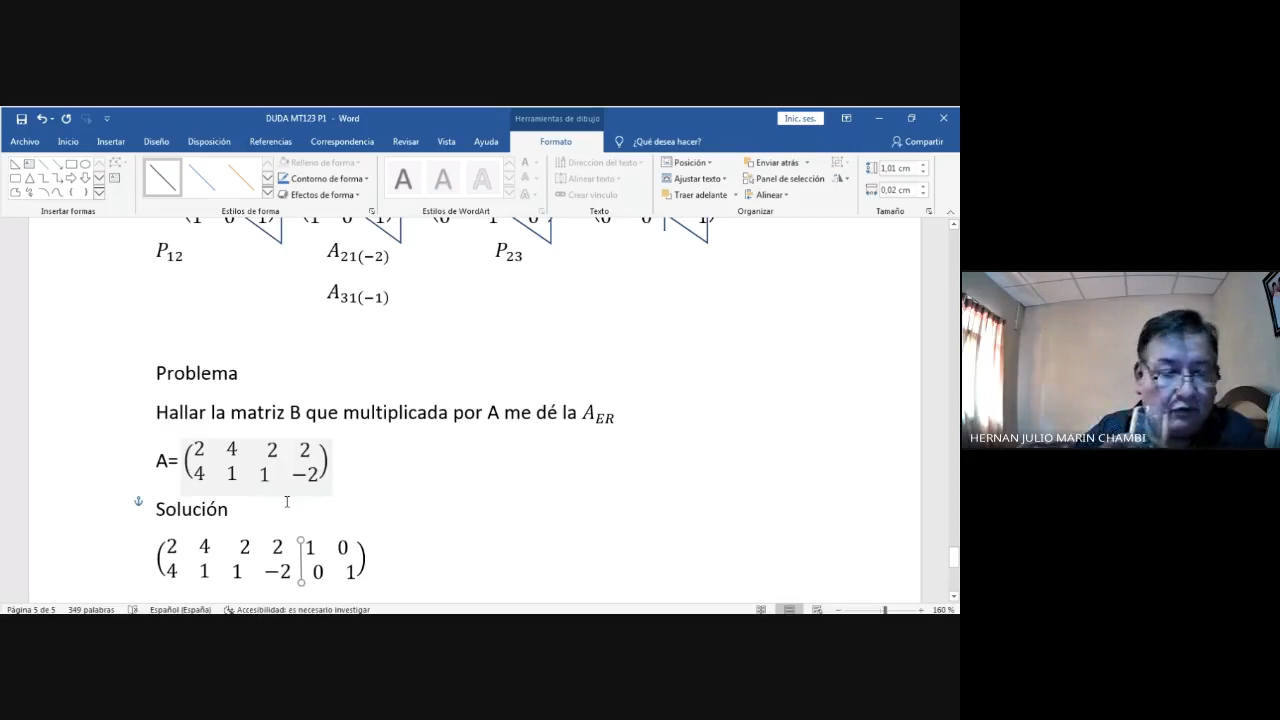 DUDA MT123 P1 - Word
Herramientas de dibujo
Inic. ses.
Archivo Inicio Insertar Diseño Disposición Referencias Correspondencia Revisar Vista Ayuda Formato ¿Qué desea hacer? Compartir
Relleno de forma
Contorno de forma
Efectos de forma
A A A
Dirección del texto
Alinear texto
Crear vínculo
Posición
Ajustar texto
Traer adelante
Enviar atrás
Panel de selección
Alinear
1,01 cm
0,02 cm
Insertar formas Estilos de forma Estilos de WordArt Texto Organizar Tamaño
P₁₂ A₂₁₍₋₂₎ P₂₃
A₃₁₍₋₁₎
Problema
Hallar la matriz B que multiplicada por A me dé la A_ER
A= (2 4 2 2
4 1 1 −2)
Solución
(2 4 2 2 | 1 0
4 1 1 −2 | 0 1)
Página 5 de 5 349 palabras Español (España) Accesibilidad: es necesario investigar 160 %
HERNAN JULIO MARIN CHAMBI